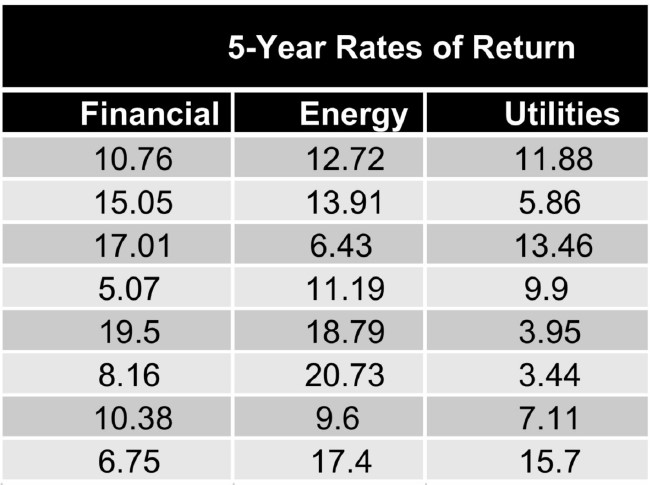 5-Year Rates of Return
Financial Energy Utilities
10.76 12.72 11.88
15.05 13.91 5.86
17.01 6.43 13.46
5.07 11.19 9.9
19.5 18.79 3.95
8.16 20.73 3.44
10.38 9.6 7.11
6.75 17.4 15.7